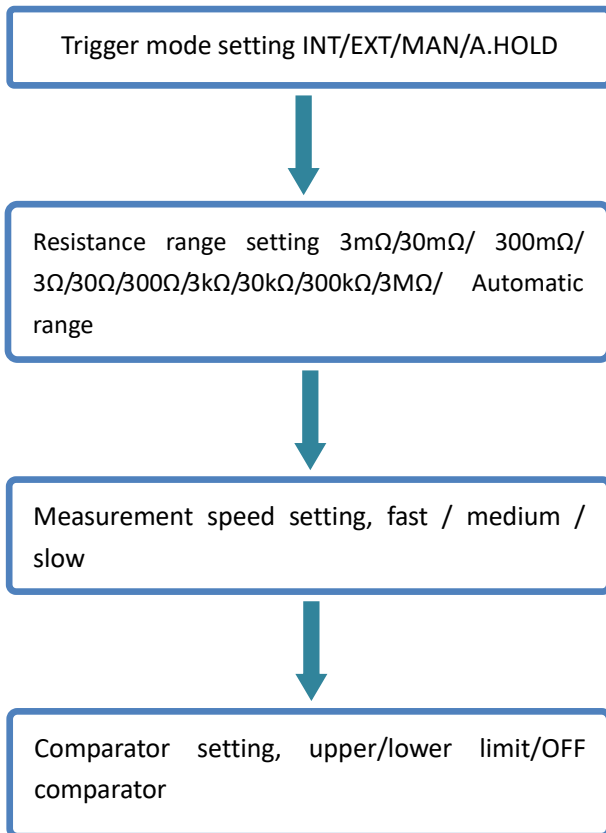 Trigger mode setting INT/EXT/MAN/A.HOLD
Resistance range setting 3mΩ/30mΩ/ 300mΩ/
3Ω/30Ω/300Ω/3kΩ/30kΩ/300kΩ/3MΩ/ Automatic
range
Measurement speed setting, fast / medium /
slow
Comparator setting, upper/lower limit/OFF
comparator